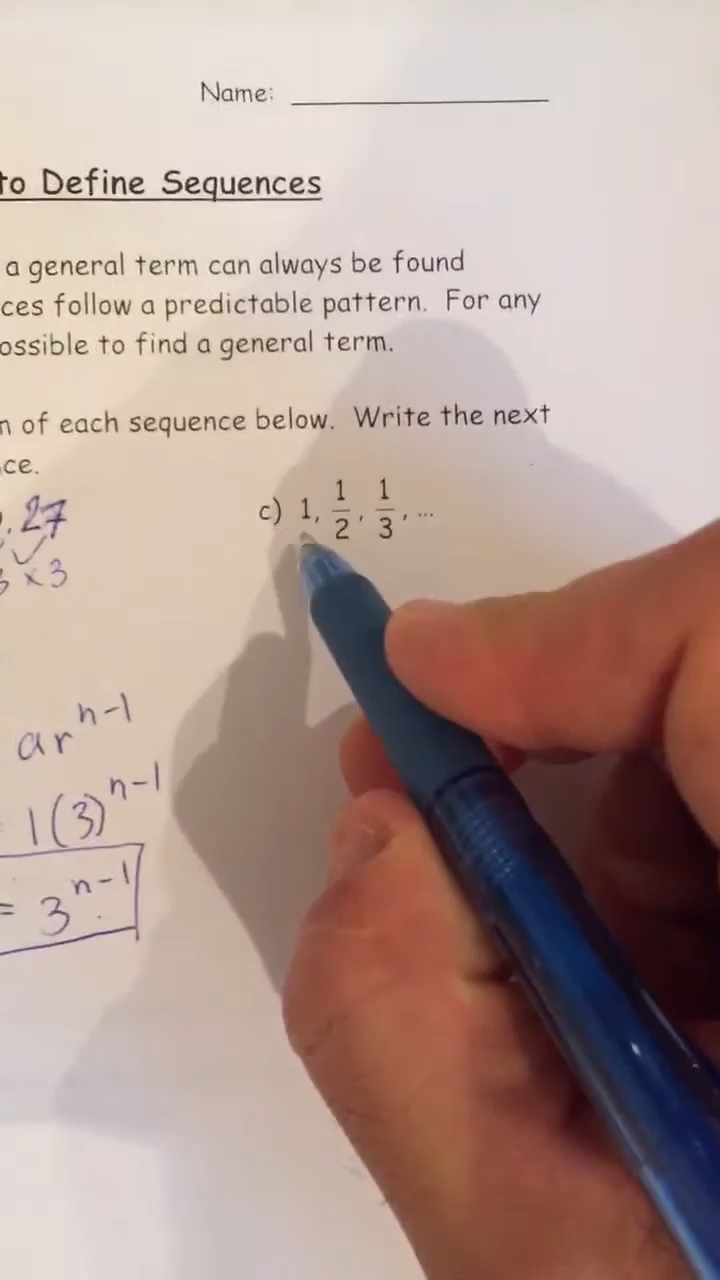 Name:
to Define Sequences
a general term can always be found
ces follow a predictable pattern. For any
ossible to find a general term.
n of each sequence below. Write the next
ce.
, 27
3 x 3
c) 1, 1/2, 1/3, ...
ar^{n-1}
1(3)^{n-1}
= 3^{n-1}